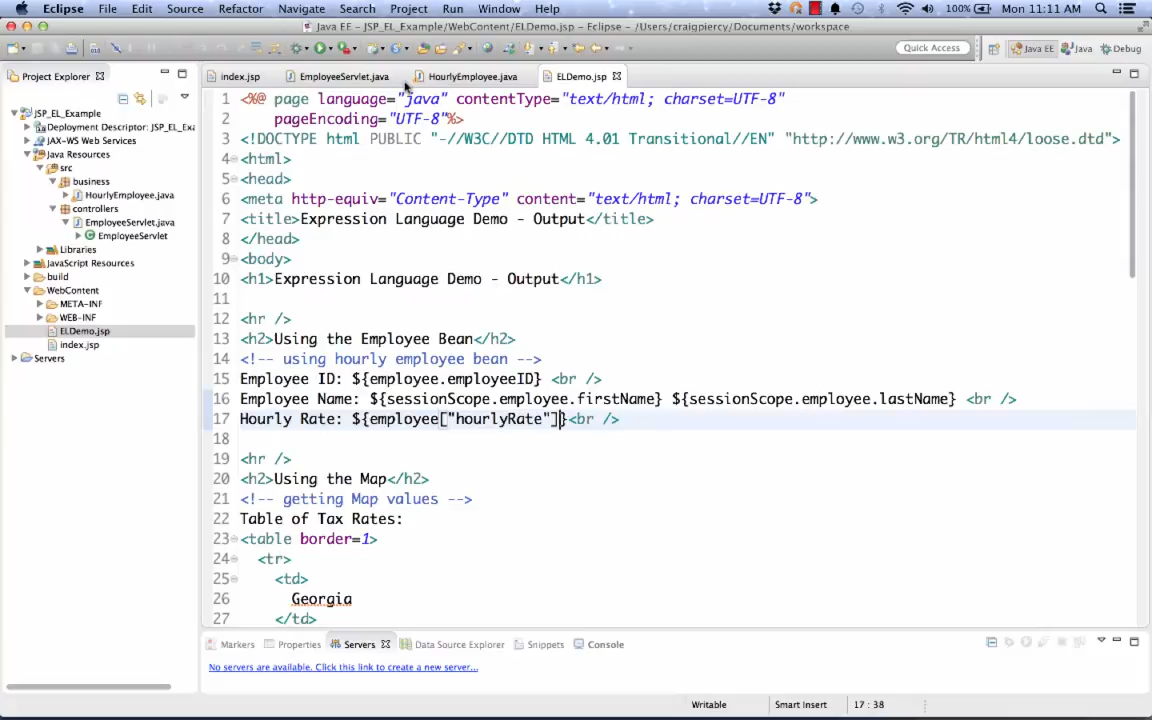 Eclipse File Edit Source Refactor Navigate Search Project Run Window Help 100% Mon 11:11 AM
Java EE - JSP_EL_Example/WebContent/ELDemo.jsp - Eclipse - /Users/craigpiercy/Documents/workspace
Quick Access Java EE Java Debug
Project Explorer index.jsp EmployeeServlet.java HourlyEmployee.java ELDemo.jsp
JSP_EL_Example
Deployment Descriptor: JSP_EL_Exa
JAX-WS Web Services
Java Resources
src
business
HourlyEmployee.java
controllers
EmployeeServlet.java
EmployeeServlet
Libraries
JavaScript Resources
build
WebContent
META-INF
WEB-INF
ELDemo.jsp
index.jsp
Servers
1 <%@ page language="java" contentType="text/html; charset=UTF-8"
2 pageEncoding="UTF-8"%>
3 <!DOCTYPE html PUBLIC "-//W3C//DTD HTML 4.01 Transitional//EN" "http://www.w3.org/TR/html4/loose.dtd">
4 <html>
5 <head>
6 <meta http-equiv="Content-Type" content="text/html; charset=UTF-8">
7 <title>Expression Language Demo - Output</title>
8 </head>
9 <body>
10 <h1>Expression Language Demo - Output</h1>
11
12 <hr />
13 <h2>Using the Employee Bean</h2>
14 <!-- using hourly employee bean -->
15 Employee ID: ${employee.employeeID} <br />
16 Employee Name: ${sessionScope.employee.firstName} ${sessionScope.employee.lastName} <br />
17 Hourly Rate: ${employee["hourlyRate"]}<br />
18
19 <hr />
20 <h2>Using the Map</h2>
21 <!-- getting Map values -->
22 Table of Tax Rates:
23 <table border=1>
24 <tr>
25 <td>
26 Georgia
27 </td>
Markers Properties Servers Data Source Explorer Snippets Console
No servers are available. Click this link to create a new server...
Writable Smart Insert 17 : 38